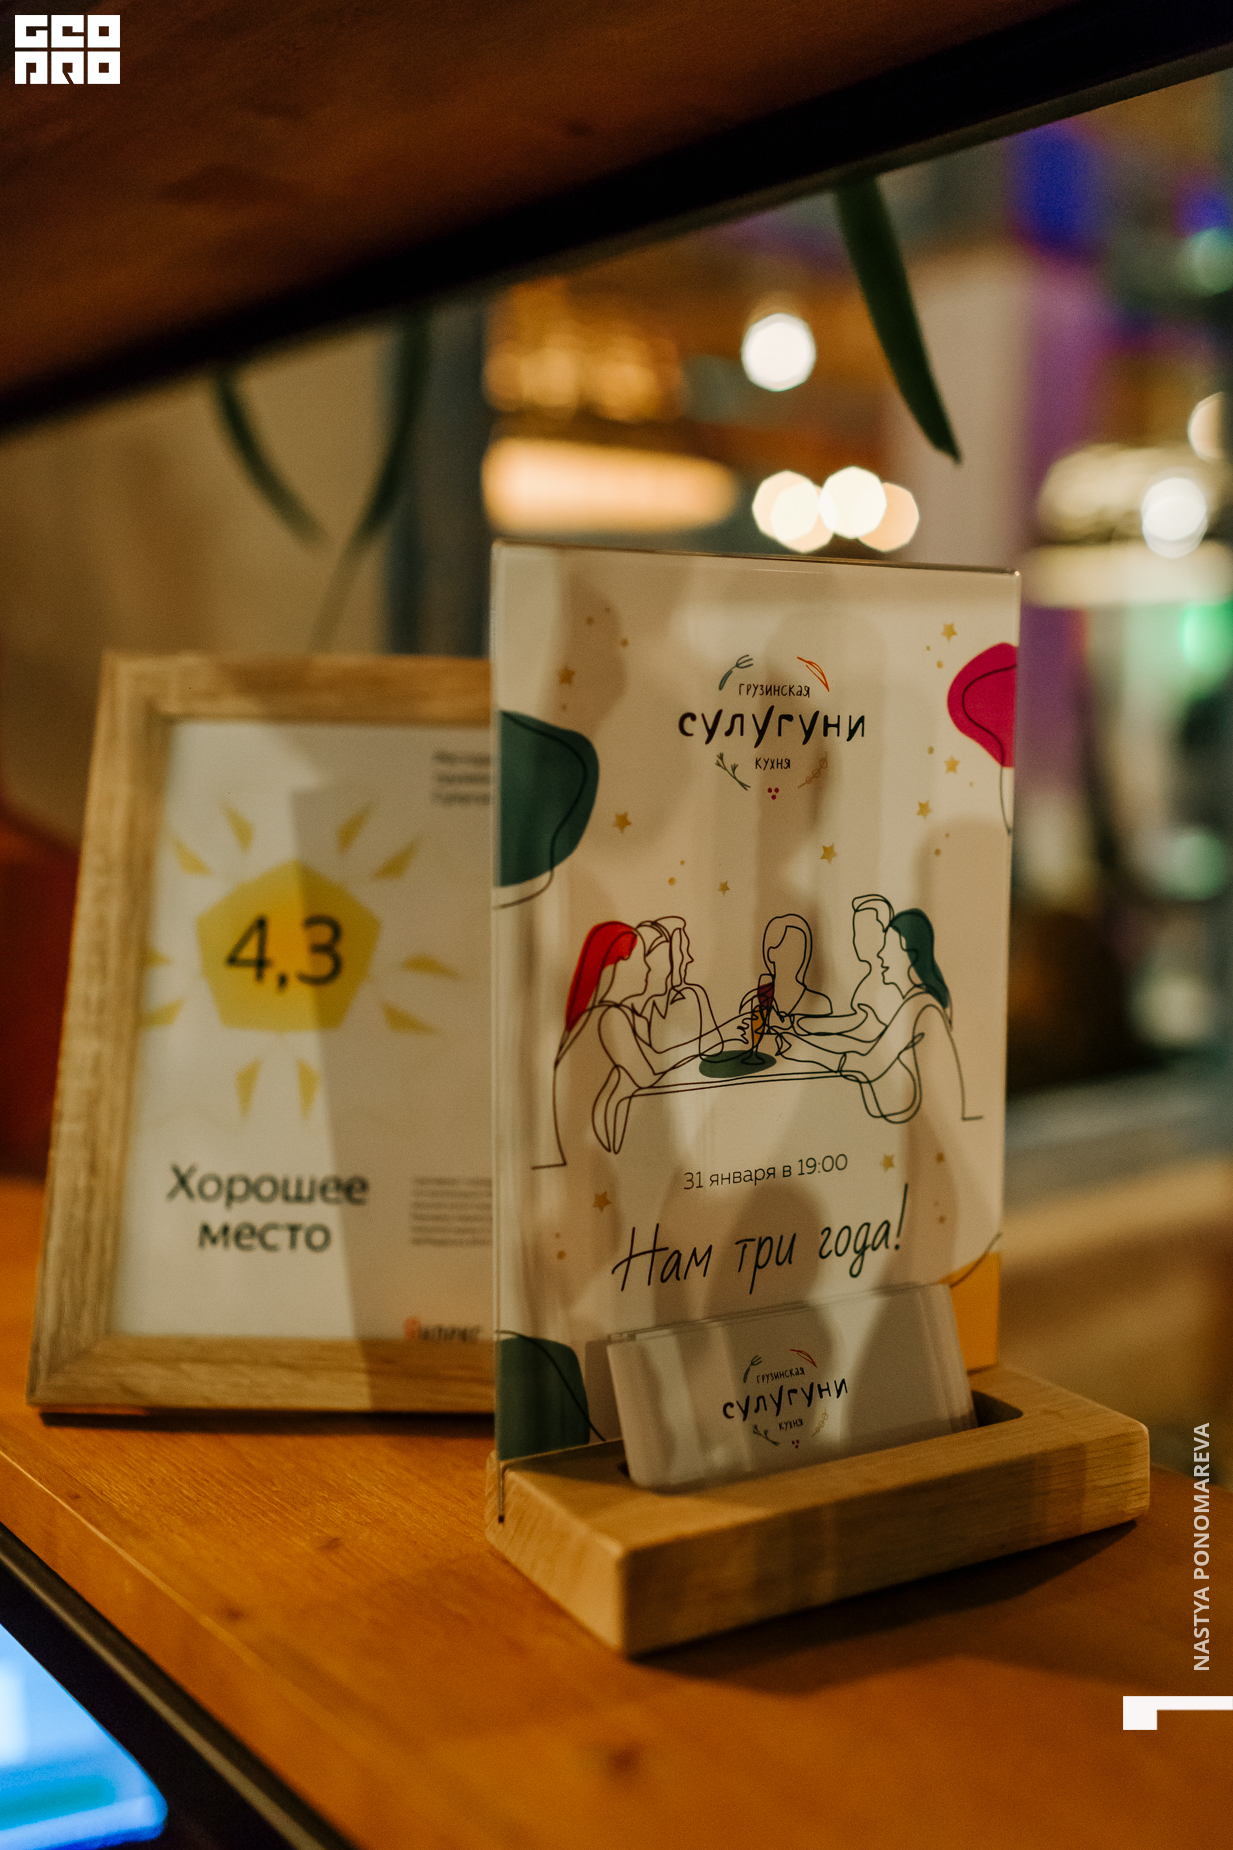 GEO
PRO
4,3
Хорошее
место
грузинская
сулугуни
кухня
31 января в 19:00
Нам три года!
грузинская
сулугуни
кухня
NASTYA PONOMAREVA